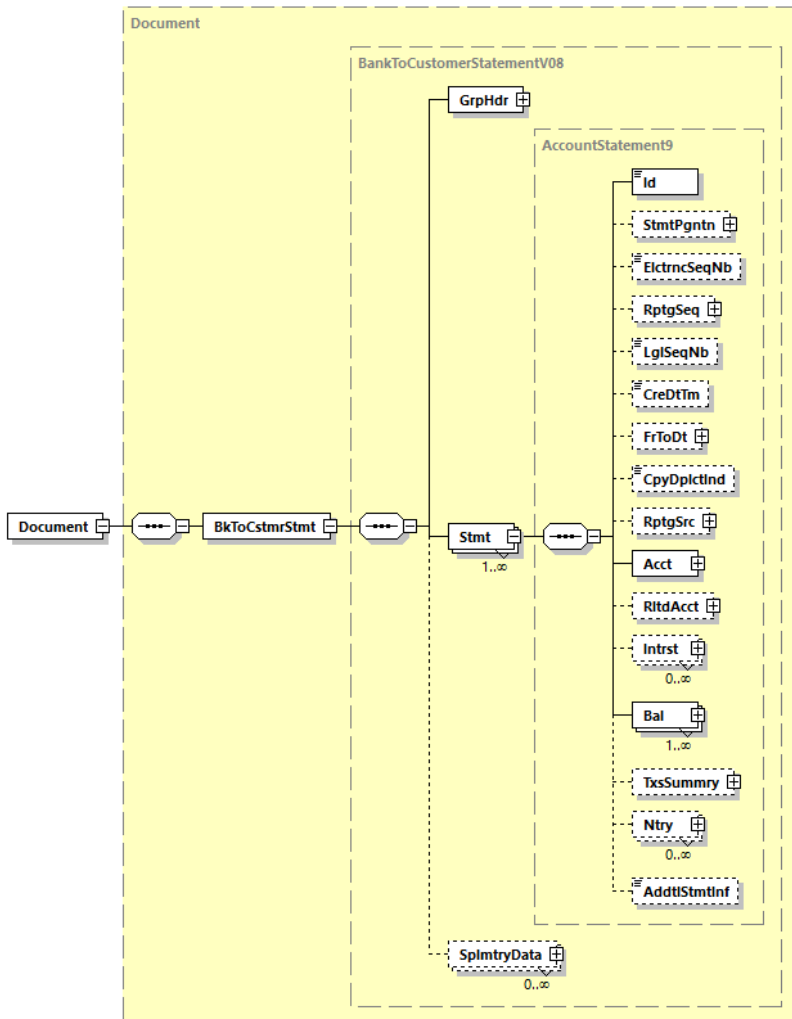 Document
BankToCustomerStatementV08
GrpHdr
AccountStatement9
Id
StmtPgntn
ElctrncSeqNb
RptgSeq
LglSeqNb
CreDtTm
FrToDt
CpyDplctInd
RptgSrc
Document
BkToCstmrStmt
Stmt
1..∞
Acct
RltdAcct
Intrst
0..∞
Bal
1..∞
TxsSummry
Ntry
0..∞
AddtlStmtInf
SplmtryData
0..∞